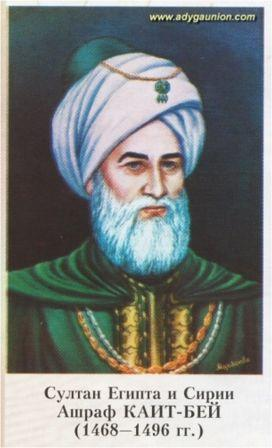 www.adygaunion.com
Султан Египта и Сирии
Ашраф КАИТ-БЕЙ
(1468—1496 гг.)